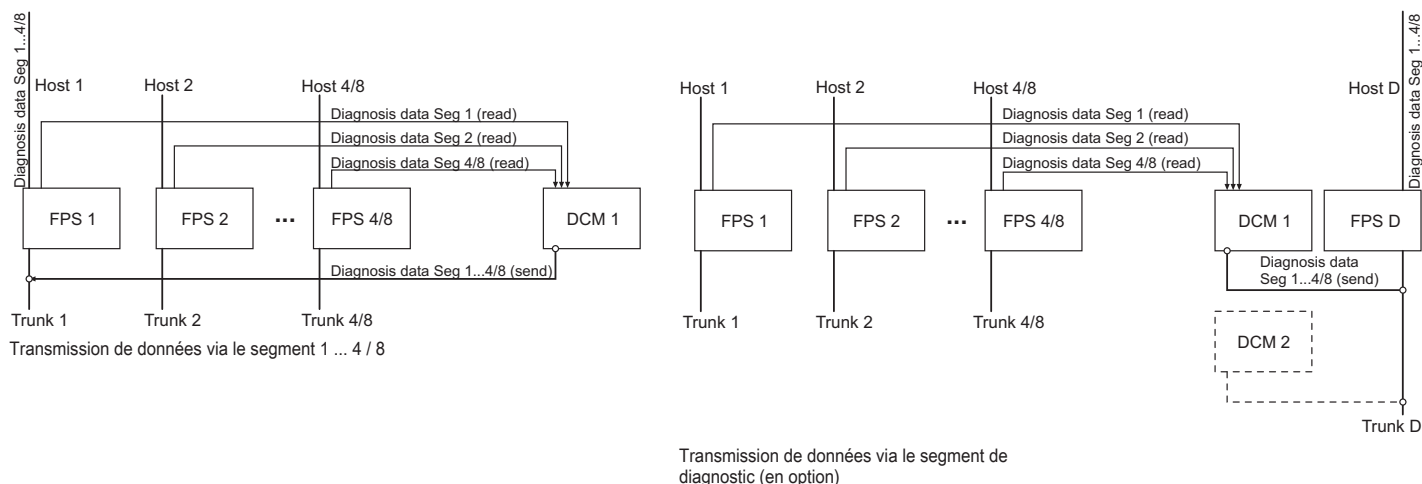 Diagnosis data Seg 1...4/8
Host 1
Host 2
Host 4/8
Diagnosis data Seg 1 (read)
Diagnosis data Seg 2 (read)
Diagnosis data Seg 4/8 (read)
FPS 1
FPS 2
...
FPS 4/8
DCM 1
Diagnosis data Seg 1...4/8 (send)
Trunk 1
Trunk 2
Trunk 4/8
Transmission de données via le segment 1 ... 4 / 8
Host 1
Host 2
Host 4/8
Host D
Diagnosis data Seg 1...4/8
Diagnosis data Seg 1 (read)
Diagnosis data Seg 2 (read)
Diagnosis data Seg 4/8 (read)
FPS 1
FPS 2
...
FPS 4/8
DCM 1
FPS D
Diagnosis data
Seg 1...4/8 (send)
Trunk 1
Trunk 2
Trunk 4/8
DCM 2
Trunk D
Transmission de données via le segment de
diagnostic (en option)